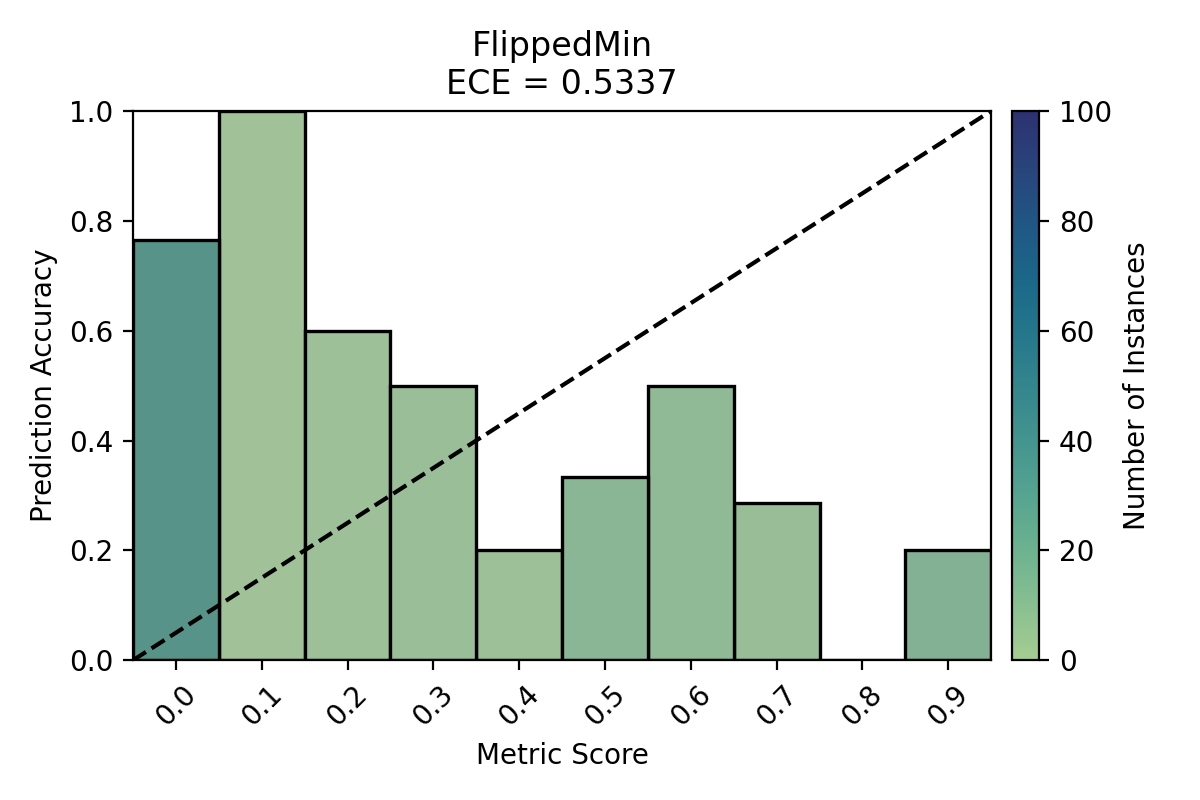 FlippedMin
ECE = 0.5337
1.0
0.8
0.6
0.4
0.2
0.0
Prediction Accuracy
0.0 0.1 0.2 0.3 0.4 0.5 0.6 0.7 0.8 0.9
Metric Score
100
80
60
40
20
0
Number of Instances